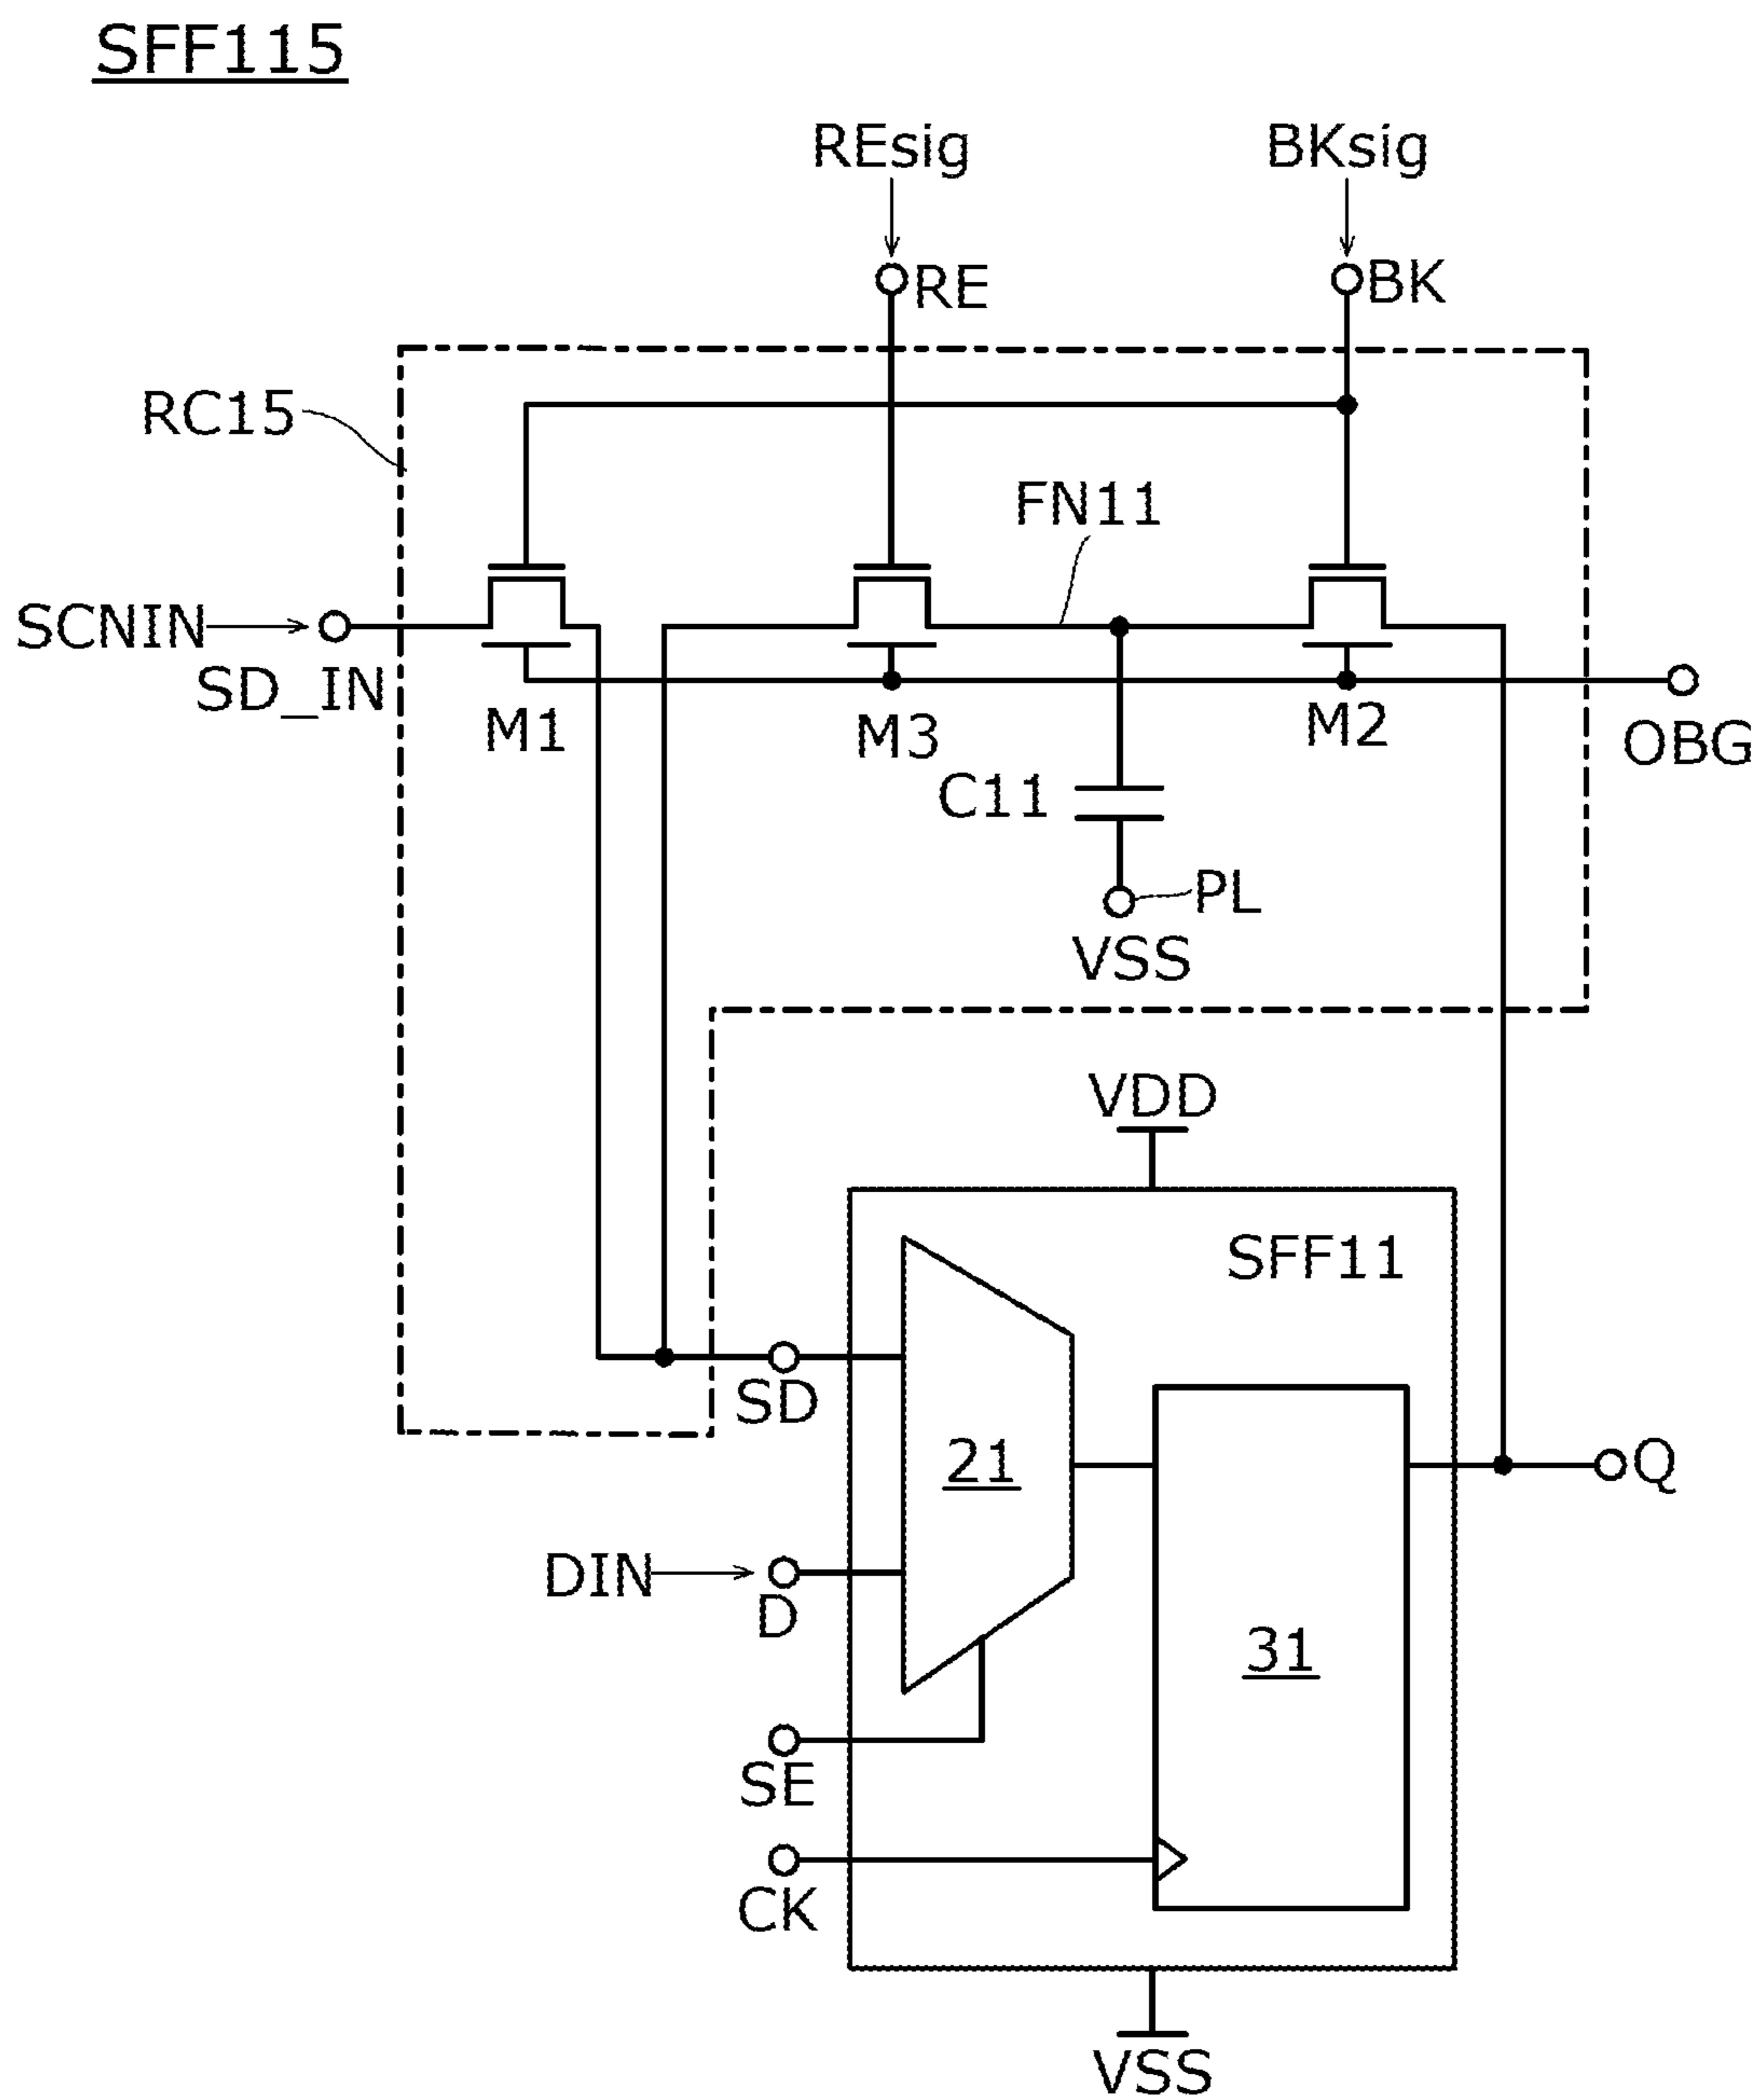 SFF115
REsig
BKsig
RE
BK
RC15
FN11
SCNIN
SD_IN
M1
M3
M2
OBG
C11
PL
VSS
VDD
SFF11
SD
21
Q
DIN
D
31
SE
CK
VSS